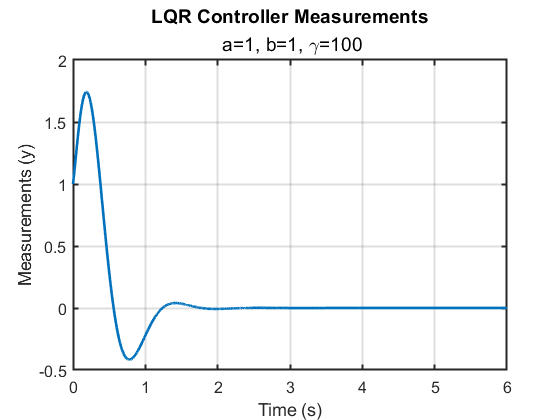 LQR Controller Measurements
a=1, b=1, γ=100
Measurements (y)
2
1.5
1
0.5
0
-0.5
0 1 2 3 4 5 6
Time (s)